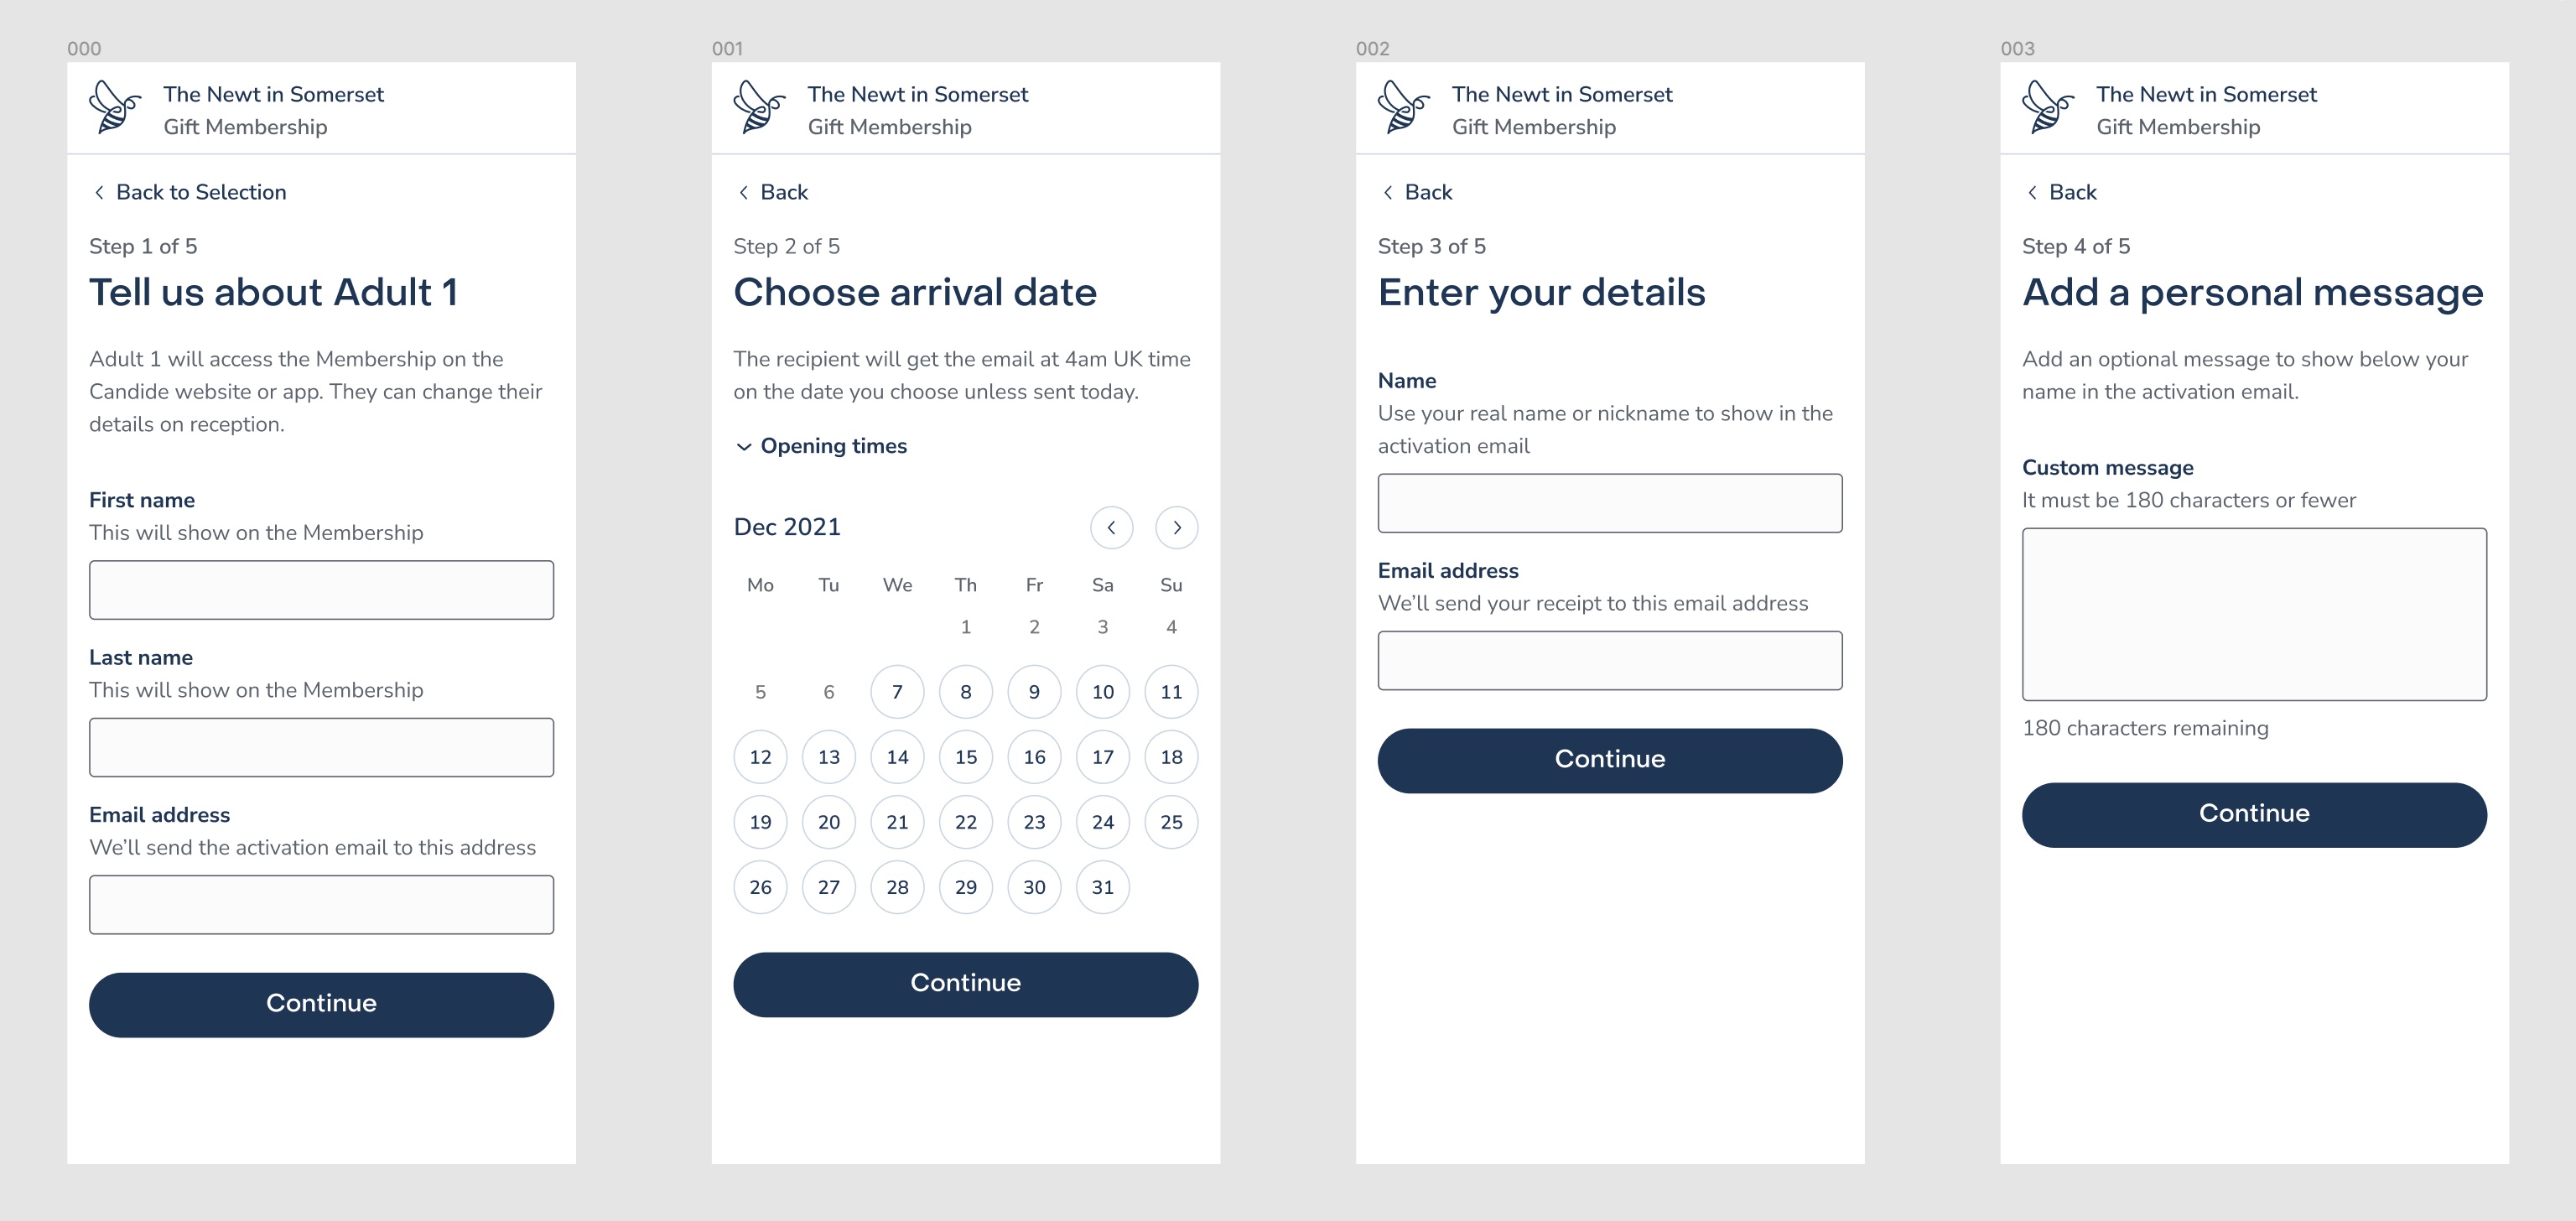 000
The Newt in Somerset
Gift Membership
Back to Selection
Step 1 of 5
Tell us about Adult 1
Adult 1 will access the Membership on the
Candide website or app. They can change their
details on reception.
First name
This will show on the Membership
Last name
This will show on the Membership
Email address
We’ll send the activation email to this address
Continue
001
The Newt in Somerset
Gift Membership
Back
Step 2 of 5
Choose arrival date
The recipient will get the email at 4am UK time
on the date you choose unless sent today.
Opening times
Dec 2021
Mo Tu We Th Fr Sa Su
1 2 3 4
5 6 7 8 9 10 11
12 13 14 15 16 17 18
19 20 21 22 23 24 25
26 27 28 29 30 31
Continue
002
The Newt in Somerset
Gift Membership
Back
Step 3 of 5
Enter your details
Name
Use your real name or nickname to show in the
activation email
Email address
We’ll send your receipt to this email address
Continue
003
The Newt in Somerset
Gift Membership
Back
Step 4 of 5
Add a personal message
Add an optional message to show below your
name in the activation email.
Custom message
It must be 180 characters or fewer
180 characters remaining
Continue